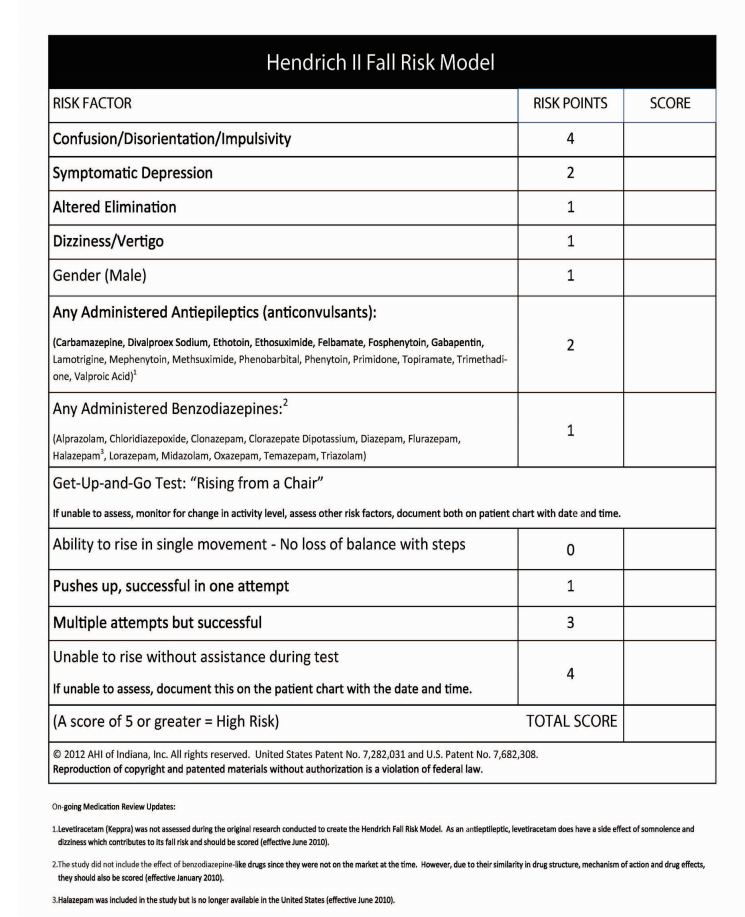 Hendrich II Fall Risk Model
RISK FACTOR RISK POINTS SCORE
Confusion/Disorientation/Impulsivity 4
Symptomatic Depression 2
Altered Elimination 1
Dizziness/Vertigo 1
Gender (Male) 1
Any Administered Antiepileptics (anticonvulsants):
(Carbamazepine, Divalproex Sodium, Ethotoin, Ethosuximide, Felbamate, Fosphenytoin, Gabapentin,
Lamotrigine, Mephenytoin, Methsuximide, Phenobarbital, Phenytoin, Primidone, Topiramate, Trimethadi-
one, Valproic Acid)¹
2
Any Administered Benzodiazepines:²
(Alprazolam, Chloridiazepoxide, Clonazepam, Clorazepate Dipotassium, Diazepam, Flurazepam,
Halazepam³, Lorazepam, Midazolam, Oxazepam, Temazepam, Triazolam)
1
Get-Up-and-Go Test: “Rising from a Chair”
If unable to assess, monitor for change in activity level, assess other risk factors, document both on patient chart with date and time.
Ability to rise in single movement - No loss of balance with steps 0
Pushes up, successful in one attempt 1
Multiple attempts but successful 3
Unable to rise without assistance during test
If unable to assess, document this on the patient chart with the date and time.
4
(A score of 5 or greater = High Risk) TOTAL SCORE
© 2012 AHI of Indiana, Inc. All rights reserved. United States Patent No. 7,282,031 and U.S. Patent No. 7,682,308.
Reproduction of copyright and patented materials without authorization is a violation of federal law.
On-going Medication Review Updates:
1.Levetiracetam (Keppra) was not assessed during the original research conducted to create the Hendrich Fall Risk Model. As an antieptileptic, levetiracetam does have a side effect of somnolence and
dizziness which contributes to its fall risk and should be scored (effective June 2010).
2.The study did not include the effect of benzodiazepine-like drugs since they were not on the market at the time. However, due to their similarity in drug structure, mechanism of action and drug effects,
they should also be scored (effective January 2010).
3.Halazepam was included in the study but is no longer available in the United States (effective June 2010).